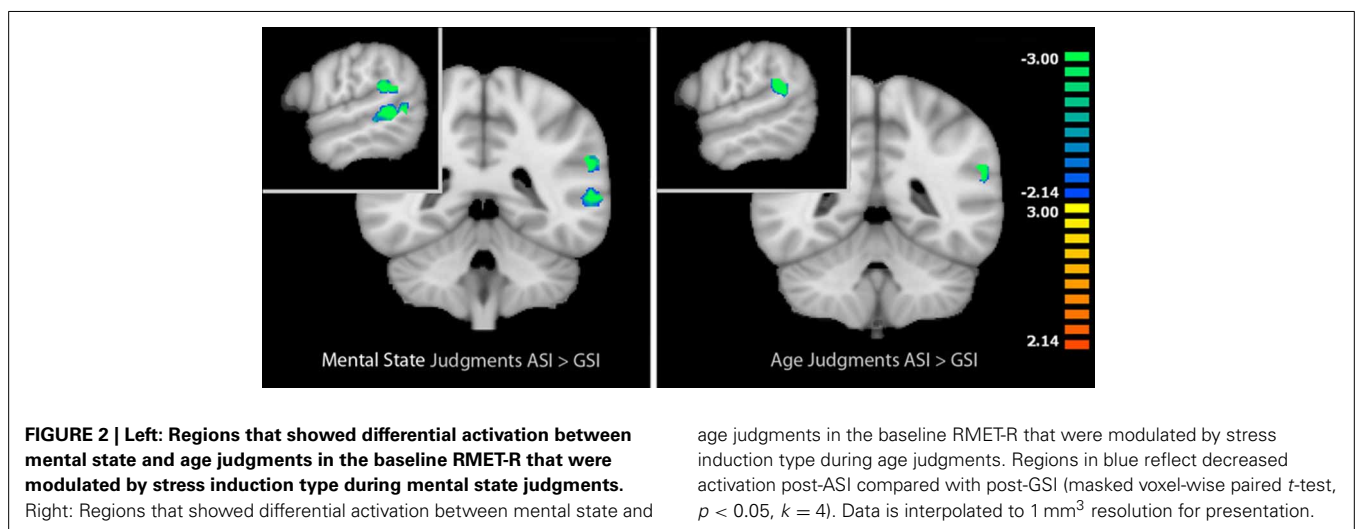 -3.00
-2.14
3.00
2.14
Mental State Judgments ASI > GSI
Age Judgments ASI > GSI
FIGURE 2 | Left: Regions that showed differential activation between
mental state and age judgments in the baseline RMET-R that were
modulated by stress induction type during mental state judgments.
Right: Regions that showed differential activation between mental state and
age judgments in the baseline RMET-R that were modulated by stress
induction type during age judgments. Regions in blue reflect decreased
activation post-ASI compared with post-GSI (masked voxel-wise paired t-test,
p < 0.05, k = 4). Data is interpolated to 1 mm³ resolution for presentation.